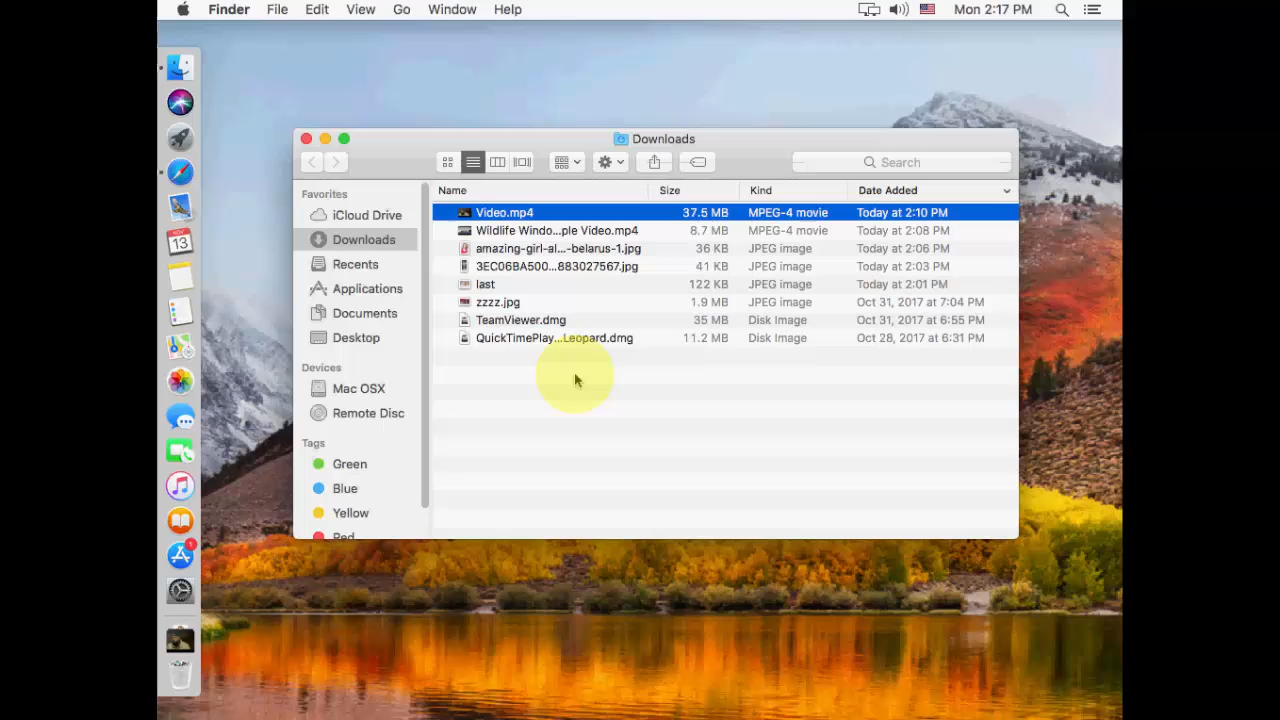 Finder File Edit View Go Window Help Mon 2:17 PM
Downloads
Search
Favorites
iCloud Drive
Downloads
Recents
Applications
Documents
Desktop
Devices
Mac OSX
Remote Disc
Tags
Green
Blue
Yellow
Red
Name Size Kind Date Added
Video.mp4 37.5 MB MPEG-4 movie Today at 2:10 PM
Wildlife Windo...ple Video.mp4 8.7 MB MPEG-4 movie Today at 2:08 PM
amazing-girl-al...-belarus-1.jpg 36 KB JPEG image Today at 2:06 PM
3EC06BA500...883027567.jpg 41 KB JPEG image Today at 2:03 PM
last 122 KB JPEG image Today at 2:01 PM
zzzz.jpg 1.9 MB JPEG image Oct 31, 2017 at 7:04 PM
TeamViewer.dmg 35 MB Disk Image Oct 31, 2017 at 6:55 PM
QuickTimePlay...Leopard.dmg 11.2 MB Disk Image Oct 28, 2017 at 6:31 PM
NOV
13
1